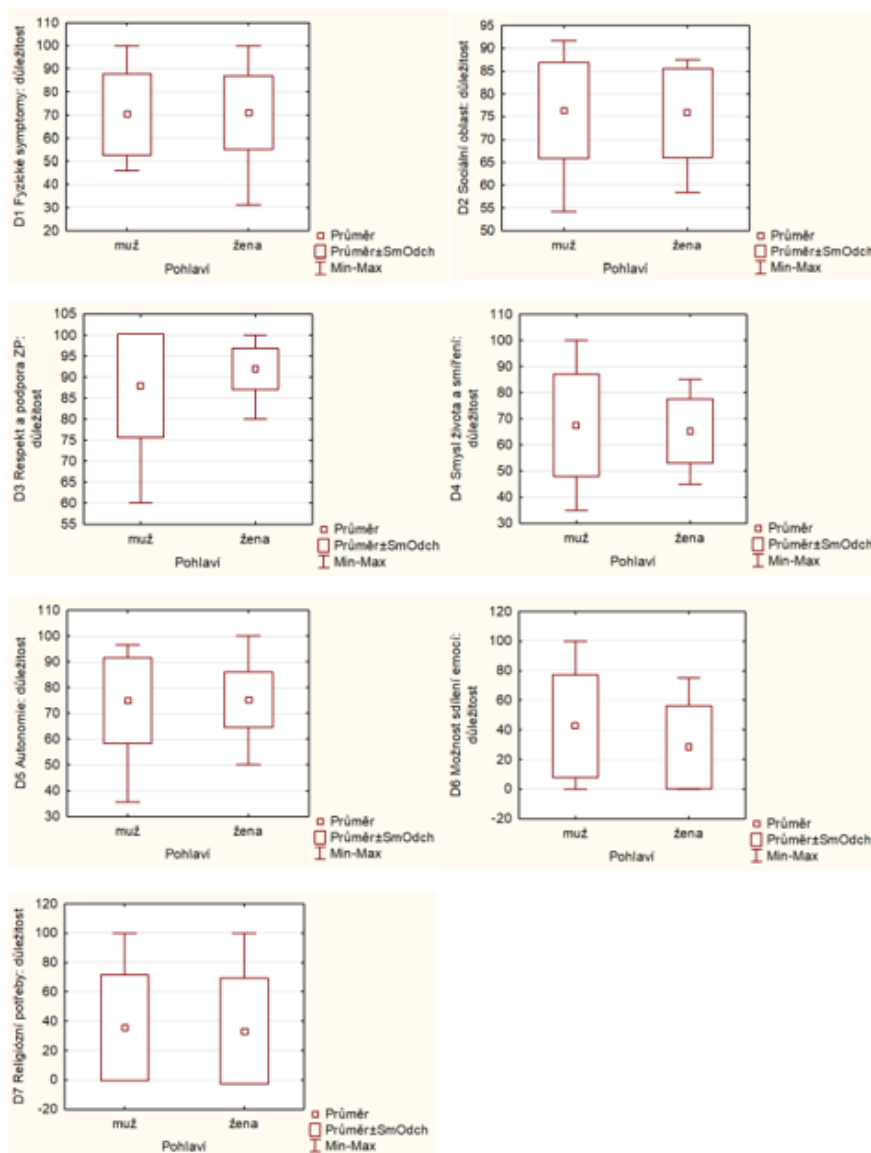 D1 Fyzické symptomy: důležitost
110
100
90
80
70
60
50
40
30
20
muž
žena
Pohlaví
Průměr
Průměr±SmOdch
Min-Max
D2 Sociální oblast: důležitost
95
90
85
80
75
70
65
60
55
50
muž
žena
Pohlaví
Průměr
Průměr±SmOdch
Min-Max
D3 Respekt a podpora ZP:
důležitost
105
100
95
90
85
80
75
70
65
60
55
muž
žena
Pohlaví
Průměr
Průměr±SmOdch
Min-Max
D4 Smysl života a smíření:
důležitost
110
100
90
80
70
60
50
40
30
muž
žena
Pohlaví
Průměr
Průměr±SmOdch
Min-Max
D5 Autonomie: důležitost
110
100
90
80
70
60
50
40
30
muž
žena
Pohlaví
Průměr
Průměr±SmOdch
Min-Max
D6 Možnost sdílení emocí:
důležitost
120
100
80
60
40
20
0
-20
muž
žena
Pohlaví
Průměr
Průměr±SmOdch
Min-Max
D7 Religiózní potřeby: důležitost
120
100
80
60
40
20
0
-20
muž
žena
Pohlaví
Průměr
Průměr±SmOdch
Min-Max